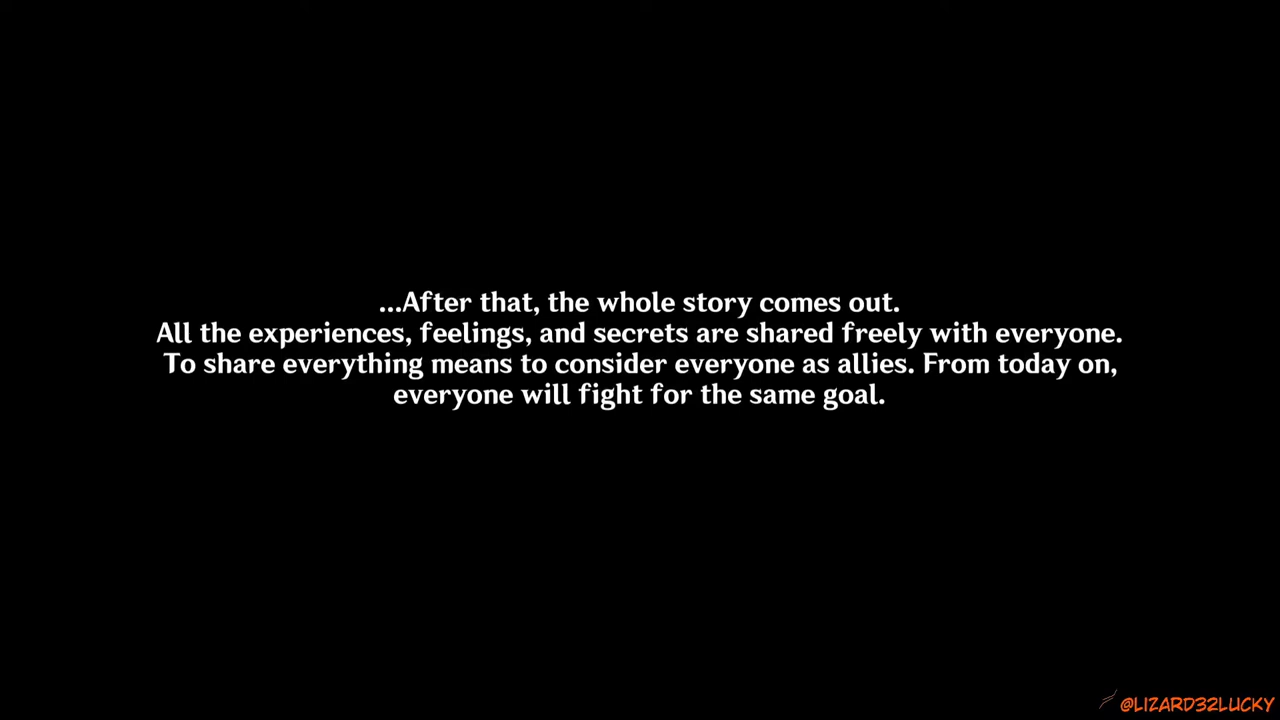 ...After that, the whole story comes out.
All the experiences, feelings, and secrets are shared freely with everyone.
To share everything means to consider everyone as allies. From today on,
everyone will fight for the same goal.
@LIZARD32LUCKY